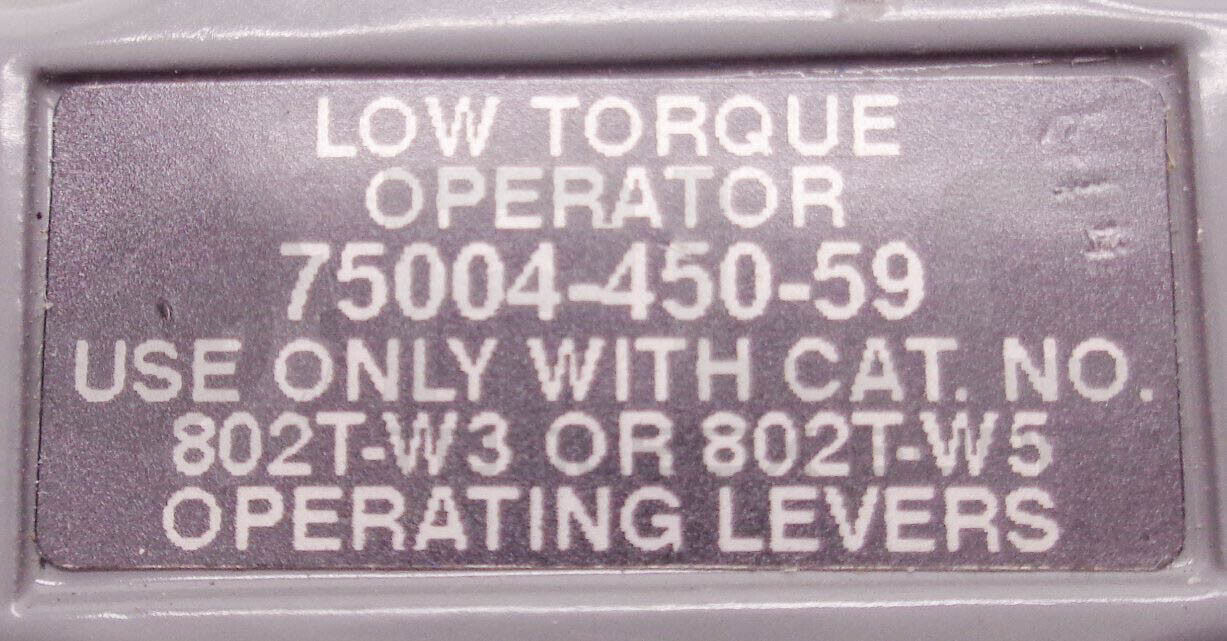 LOW TORQUE
OPERATOR
75004-450-59
USE ONLY WITH CAT. NO.
802T-W3 OR 802T-W5
OPERATING LEVERS